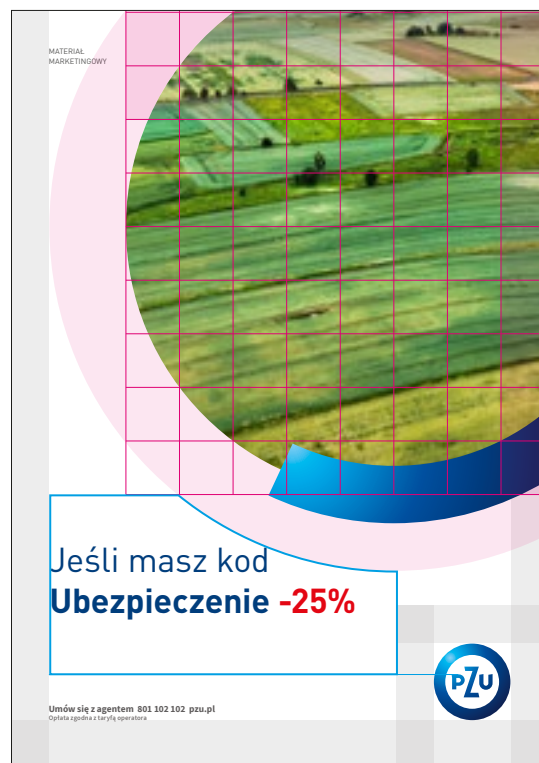 MATERIAŁ
MARKETINGOWY
Jeśli masz kod
Ubezpieczenie -25%
PZU
Umów się z agentem 801 102 102 pzu.pl
Opłata zgodna z taryfą operatora